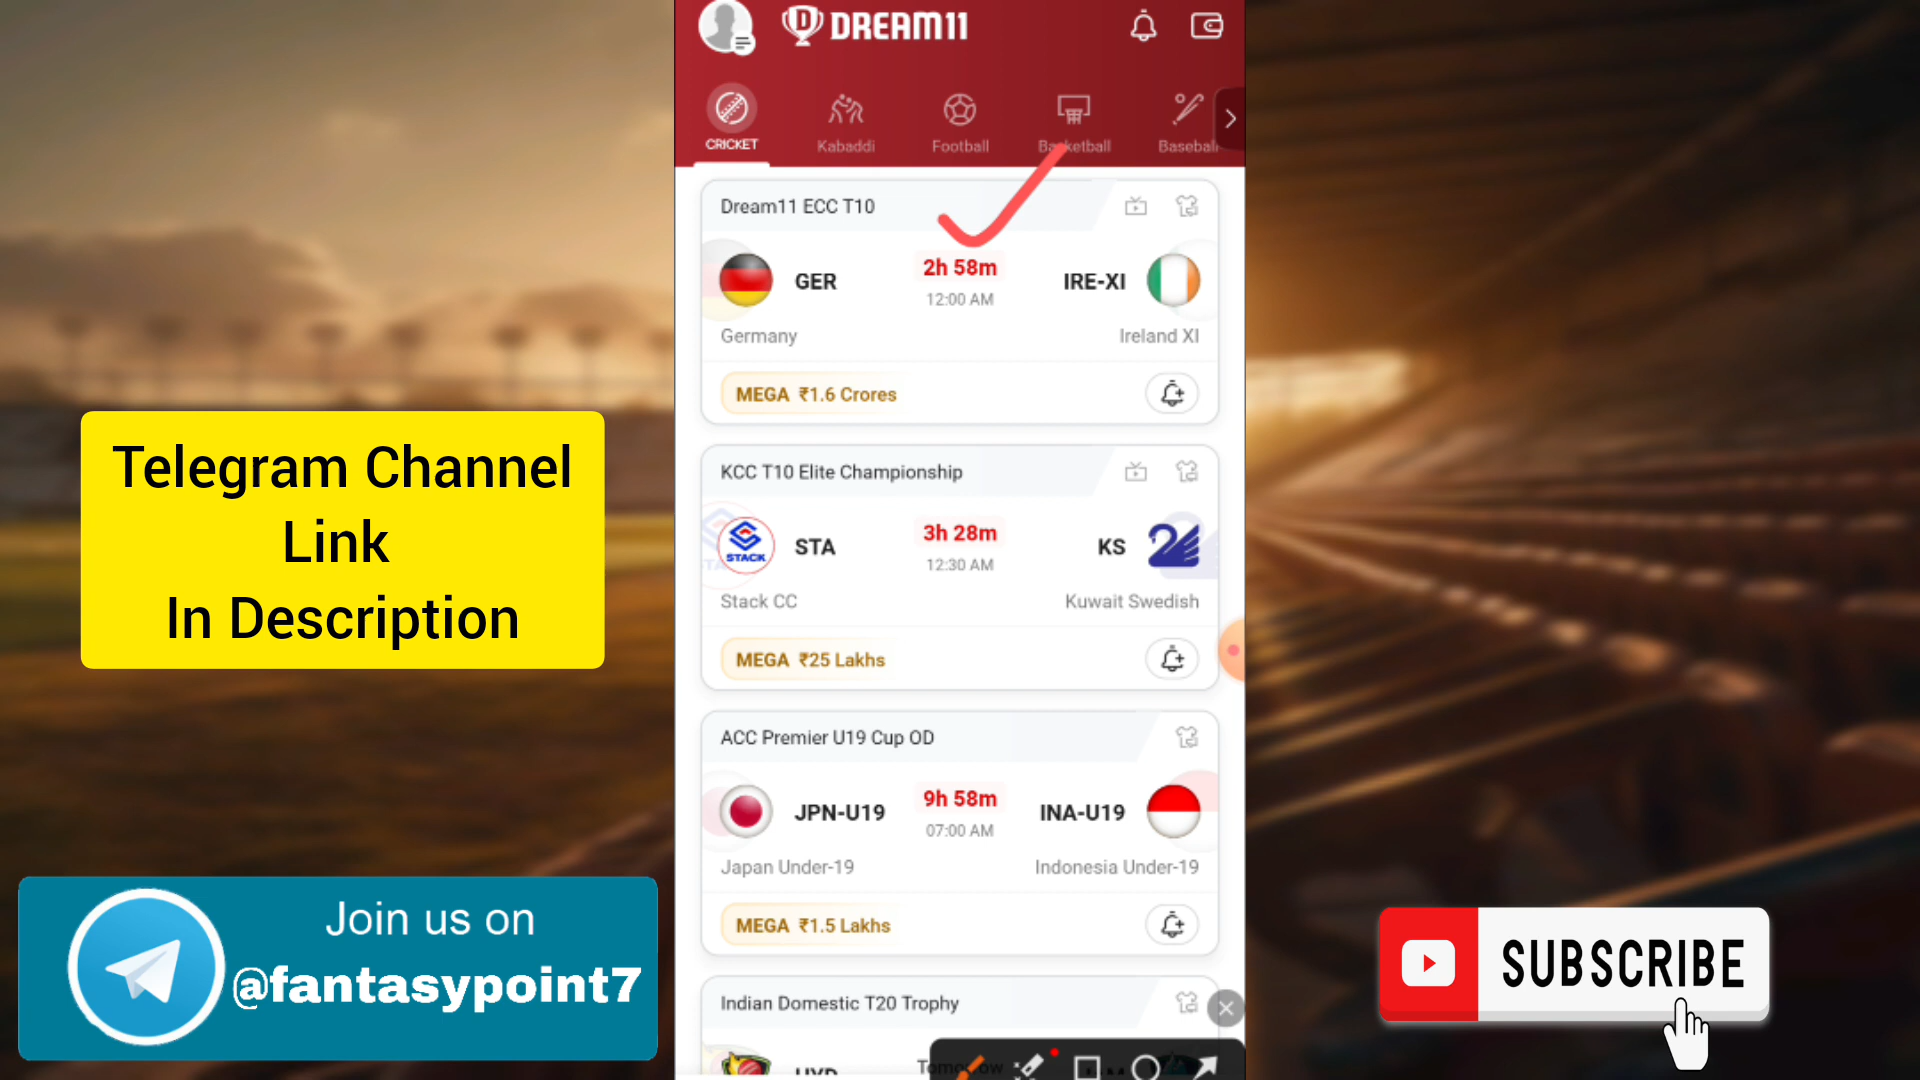 DREAM11
CRICKET
Kabaddi
Football
Basketball
Baseball
Dream11 ECC T10
GER
2h 58m
12:00 AM
IRE-XI
Germany
Ireland XI
MEGA ₹1.6 Crores
KCC T10 Elite Championship
STACK
STA
3h 28m
12:30 AM
KS
Stack CC
Kuwait Swedish
MEGA ₹25 Lakhs
ACC Premier U19 Cup OD
JPN-U19
9h 58m
07:00 AM
INA-U19
Japan Under-19
Indonesia Under-19
MEGA ₹1.5 Lakhs
Indian Domestic T20 Trophy
HYD
Tomorrow
Telegram Channel
Link
In Description
Join us on
@fantasypoint7
SUBSCRIBE